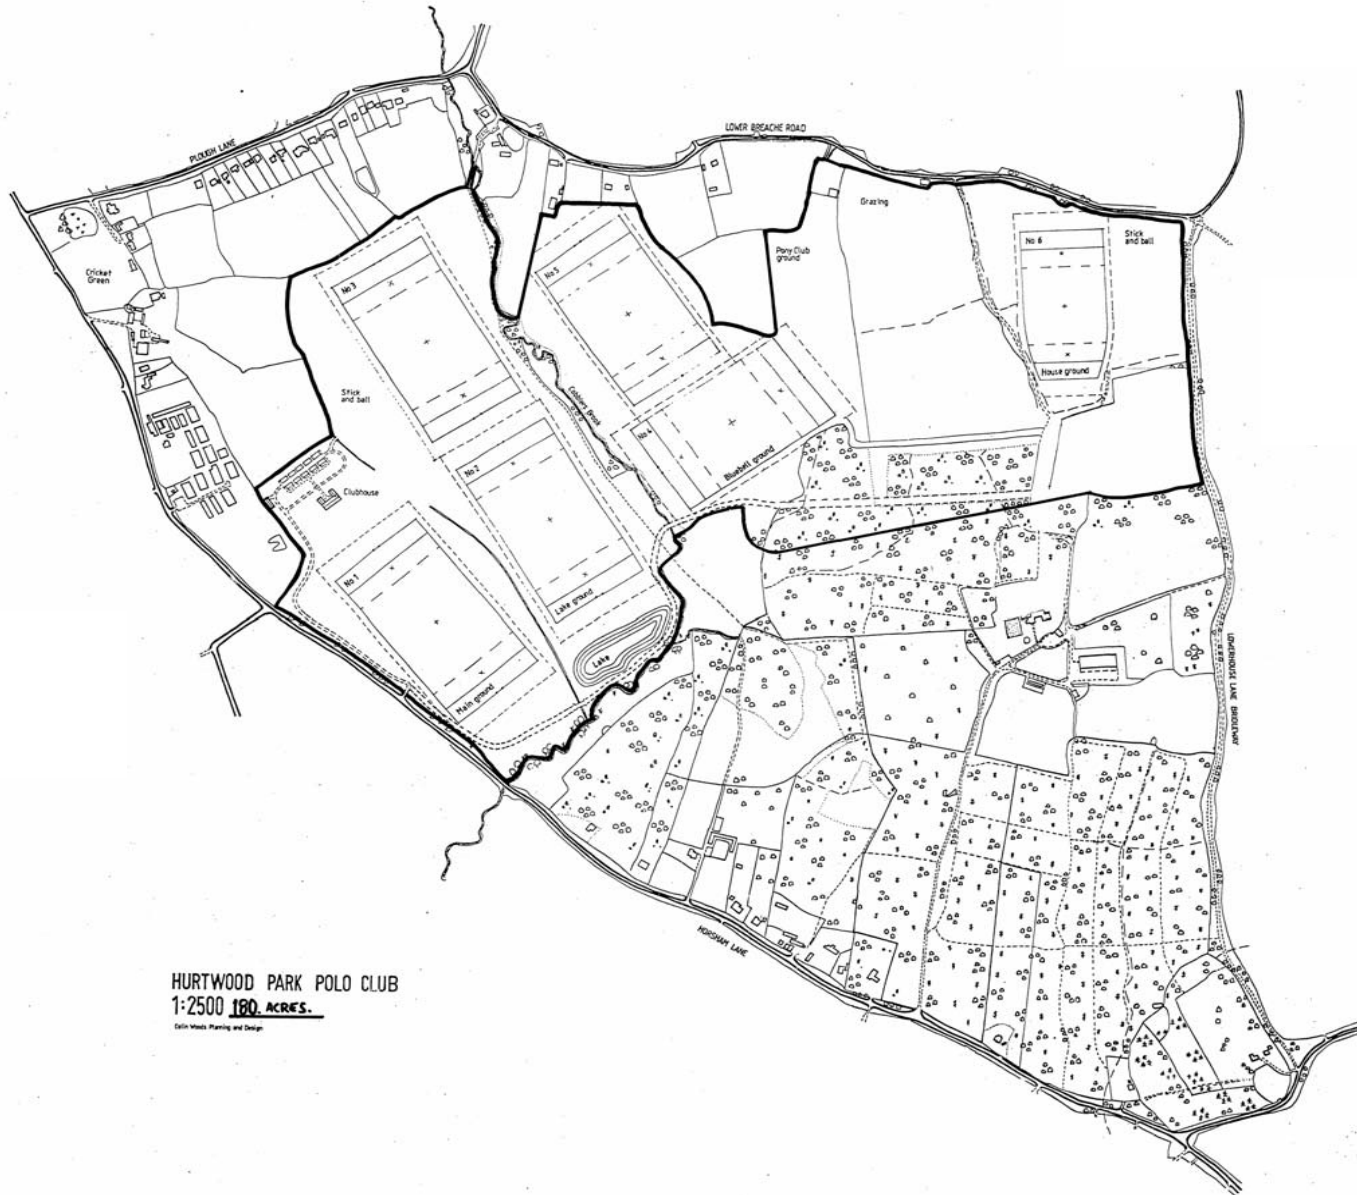 PLOUGH LANE
LOWER BREACHE ROAD
Grazing
No 6
Stick
and ball
Pony Club
ground
Cricket
Green
No 3
No 5
House ground
Stick
and ball
Cobblers Brook
No 4
Bluebell ground
No 2
Clubhouse
No 1
Lake ground
Lake
Main ground
LOWERHOUSE LANE BRIDLEWAY
HORSHAM LANE
HURTWOOD PARK POLO CLUB
1:2500 180. ACRES.
Colin Woods Planning and Design